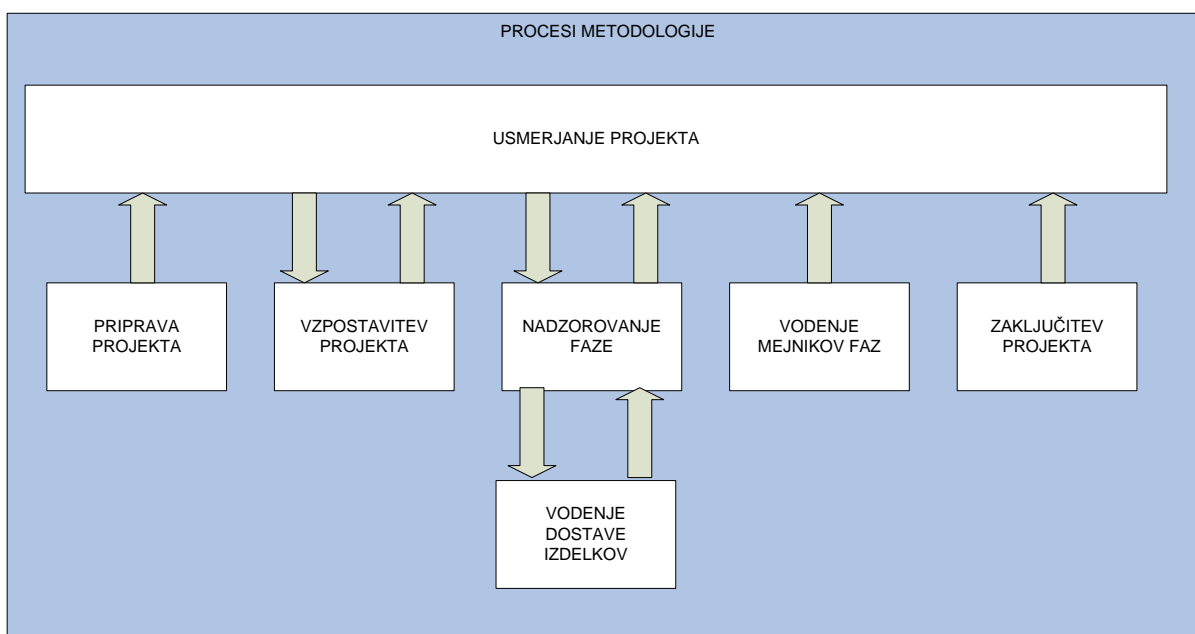 PROCESI METODOLOGIJE
USMERJANJE PROJEKTA
PRIPRAVA
PROJEKTA
VZPOSTAVITEV
PROJEKTA
NADZOROVANJE
FAZE
VODENJE
MEJNIKOV FAZ
ZAKLJUČITEV
PROJEKTA
VODENJE
DOSTAVE
IZDELKOV